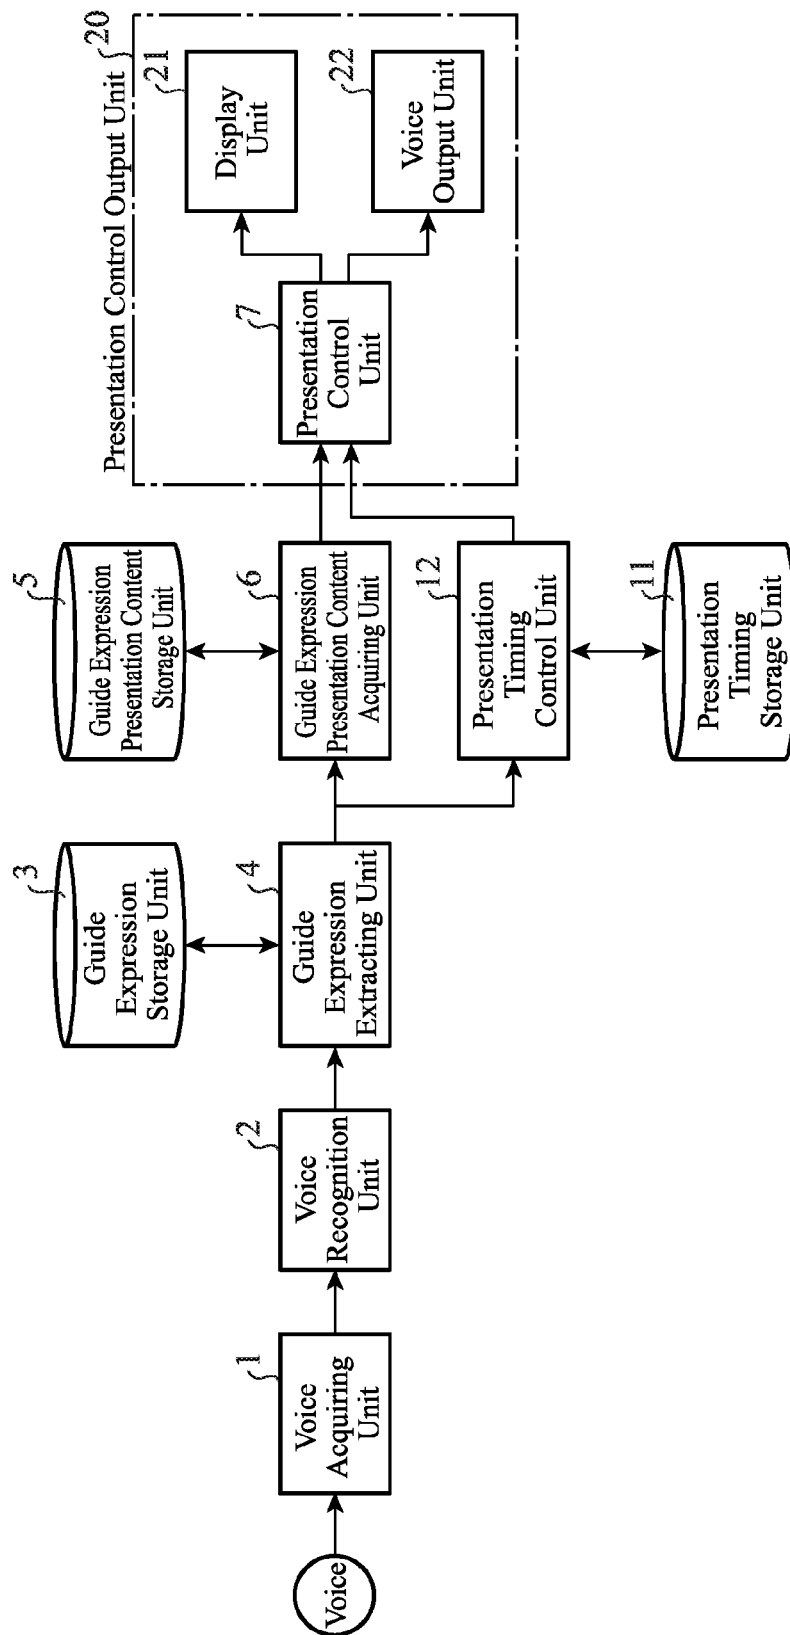 Voice
1
Voice
Acquiring
Unit
2
Voice
Recognition
Unit
3
Guide
Expression
Storage Unit
4
Guide
Expression
Extracting Unit
5
Guide Expression
Presentation Content
Storage Unit
6
Guide Expression
Presentation Content
Acquiring Unit
12
Presentation
Timing
Control Unit
11
Presentation
Timing
Storage Unit
Presentation Control Output Unit 20
7
Presentation
Control
Unit
21
Display
Unit
22
Voice
Output Unit